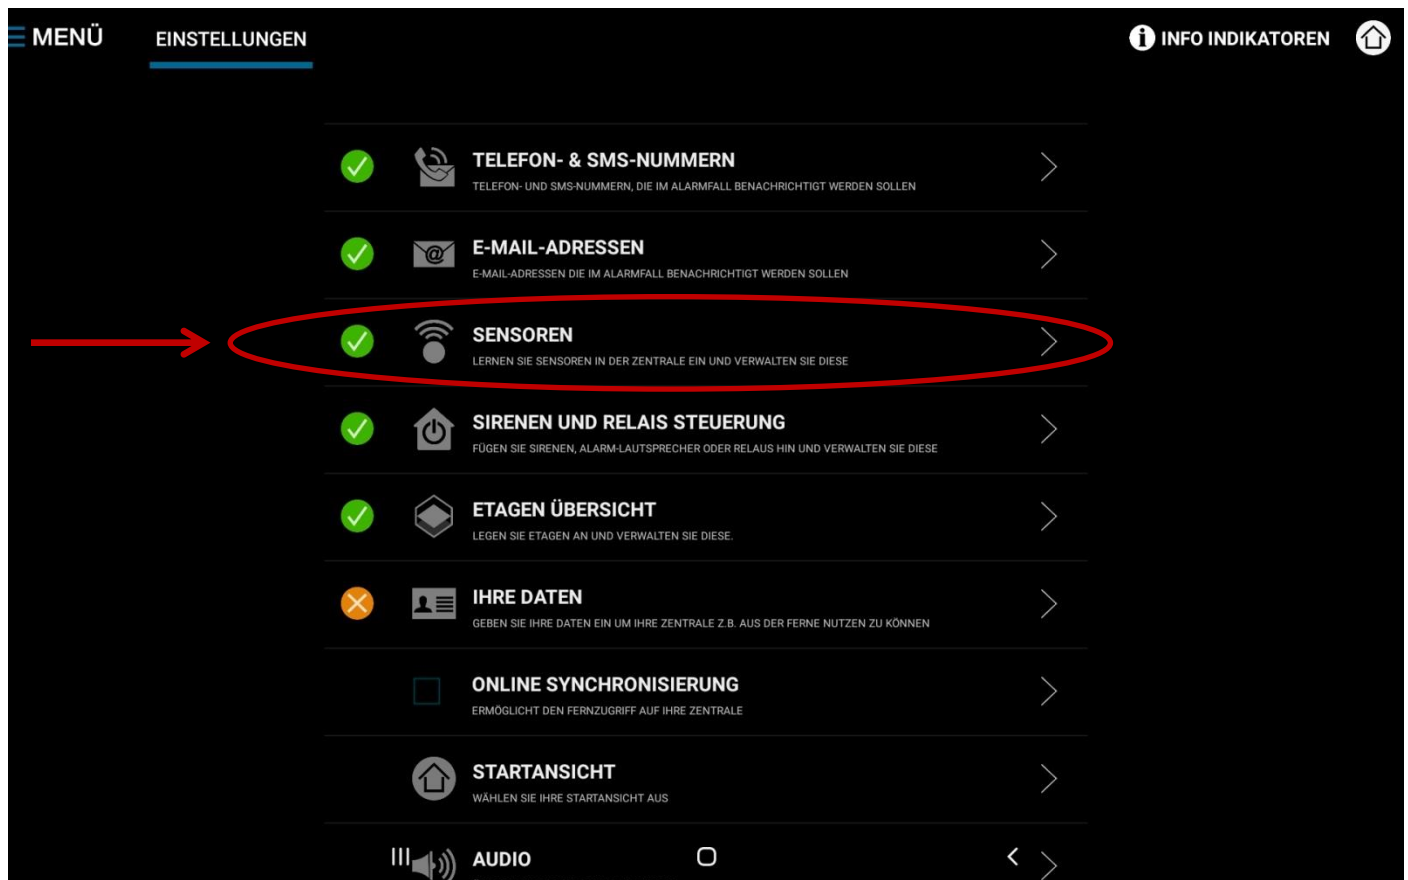 MENÜ
EINSTELLUNGEN
INFO INDIKATOREN
TELEFON- & SMS-NUMMERN
TELEFON- UND SMS-NUMMERN, DIE IM ALARMFALL BENACHRICHTIGT WERDEN SOLLEN
E-MAIL-ADRESSEN
E-MAIL-ADRESSEN DIE IM ALARMFALL BENACHRICHTIGT WERDEN SOLLEN
SENSOREN
LERNEN SIE SENSOREN IN DER ZENTRALE EIN UND VERWALTEN SIE DIESE
SIRENEN UND RELAIS STEUERUNG
FÜGEN SIE SIRENEN, ALARM-LAUTSPRECHER ODER RELAUS HIN UND VERWALTEN SIE DIESE
ETAGEN ÜBERSICHT
LEGEN SIE ETAGEN AN UND VERWALTEN SIE DIESE.
IHRE DATEN
GEBEN SIE IHRE DATEN EIN UM IHRE ZENTRALE Z.B. AUS DER FERNE NUTZEN ZU KÖNNEN
ONLINE SYNCHRONISIERUNG
ERMÖGLICHT DEN FERNZUGRIFF AUF IHRE ZENTRALE
STARTANSICHT
WÄHLEN SIE IHRE STARTANSICHT AUS
AUDIO